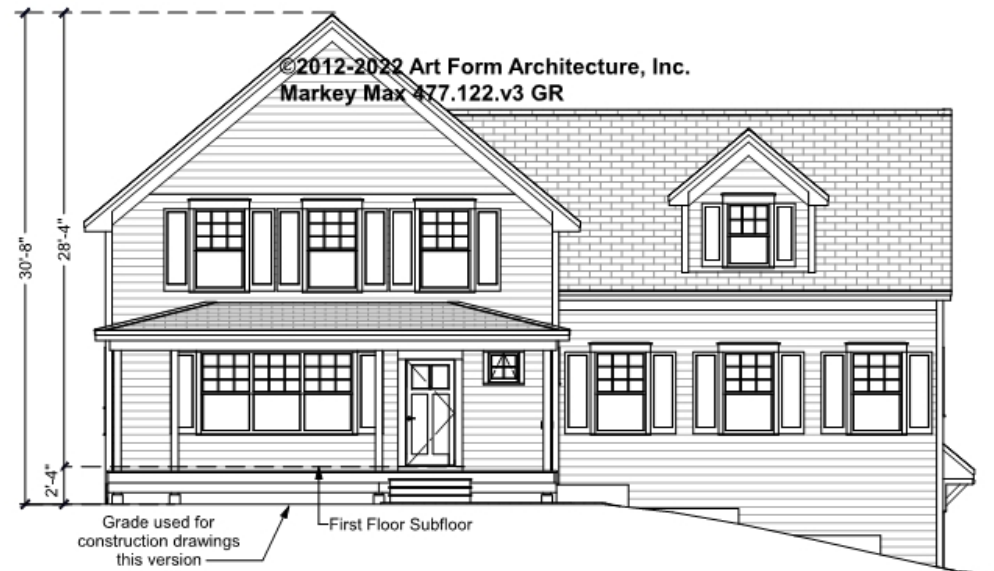 ©2012-2022 Art Form Architecture, Inc.
Markey Max 477.122.v3 GR
30'-8"
28'-4"
2'-4"
Grade used for
construction drawings
this version
First Floor Subfloor